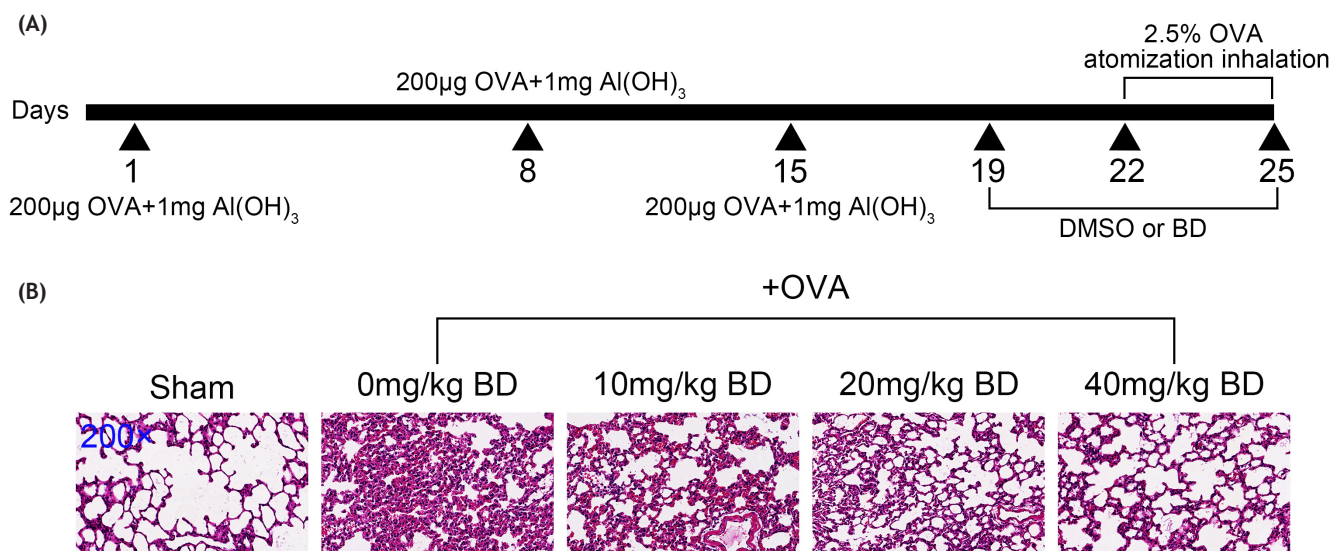 (A)
2.5% OVA
atomization inhalation
200µg OVA+1mg Al(OH)₃
Days
1 8 15 19 22 25
200µg OVA+1mg Al(OH)₃ 200µg OVA+1mg Al(OH)₃
DMSO or BD
(B)
+OVA
Sham 0mg/kg BD 10mg/kg BD 20mg/kg BD 40mg/kg BD
200×